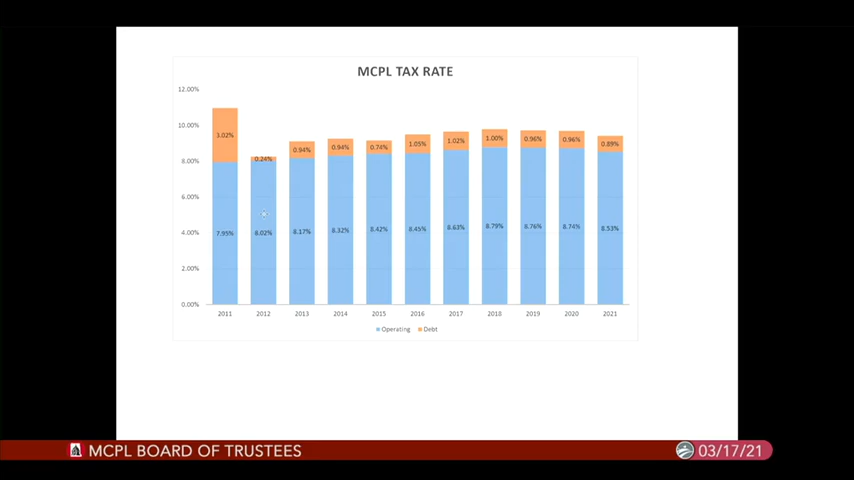 MCPL TAX RATE
12.00%
10.00%
8.00%
6.00%
4.00%
2.00%
0.00%
3.02% 0.24% 0.94% 0.94% 0.74% 1.05% 1.02% 1.00% 0.96% 0.96% 0.89%
7.95% 8.02% 8.17% 8.32% 8.42% 8.45% 8.63% 8.79% 8.76% 8.74% 8.53%
2011 2012 2013 2014 2015 2016 2017 2018 2019 2020 2021
Operating Debt
MCPL BOARD OF TRUSTEES 03/17/21